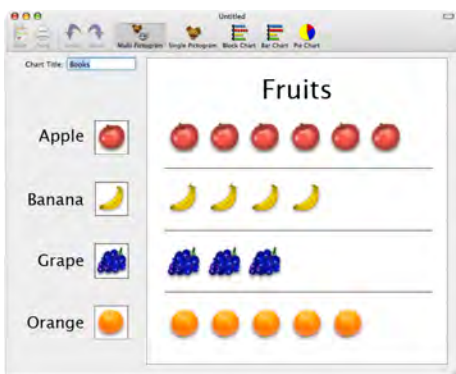 Untitled
Multi Pictogram Single Pictogram Block Chart Bar Chart Pie Chart
Chart Title: Books
Fruits
Apple
Banana
Grape
Orange